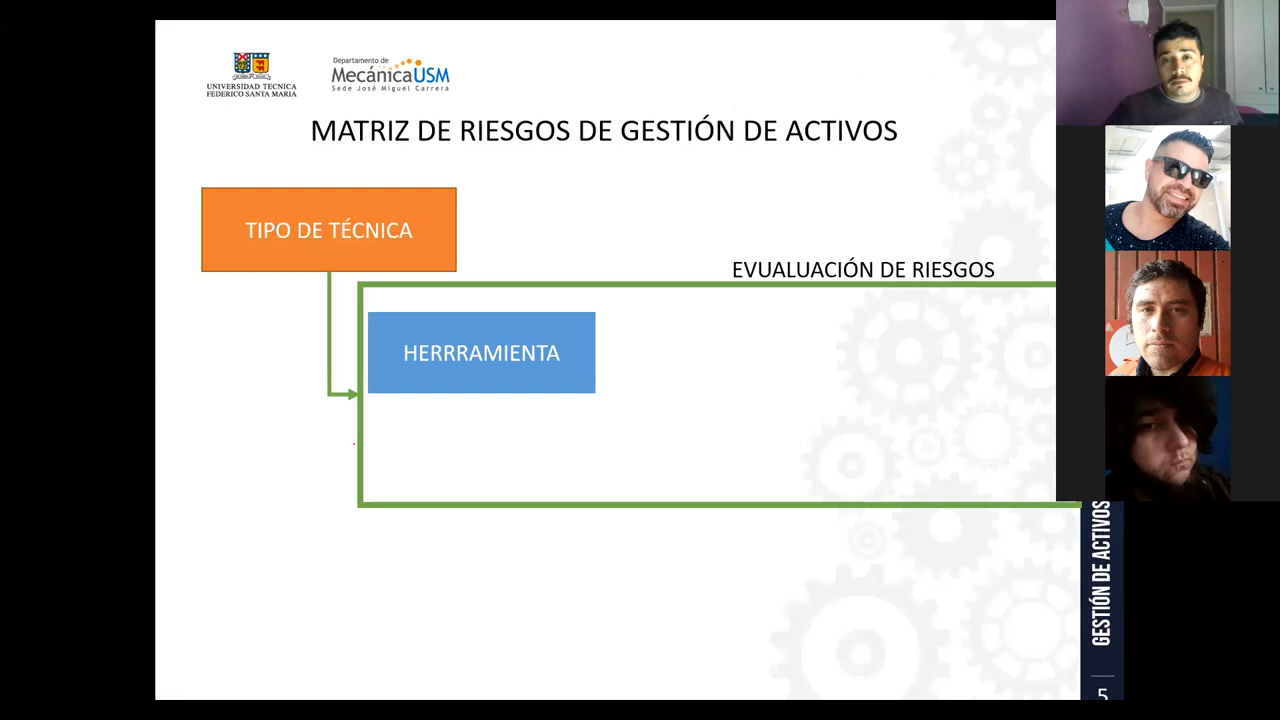 UNIVERSIDAD TECNICA
FEDERICO SANTA MARIA
Departamento de
MecánicaUSM
Sede José Miguel Carrera
MATRIZ DE RIESGOS DE GESTIÓN DE ACTIVOS
TIPO DE TÉCNICA
EVUALUACIÓN DE RIESGOS
HERRRAMIENTA
GESTIÓN DE ACTIVOS
5